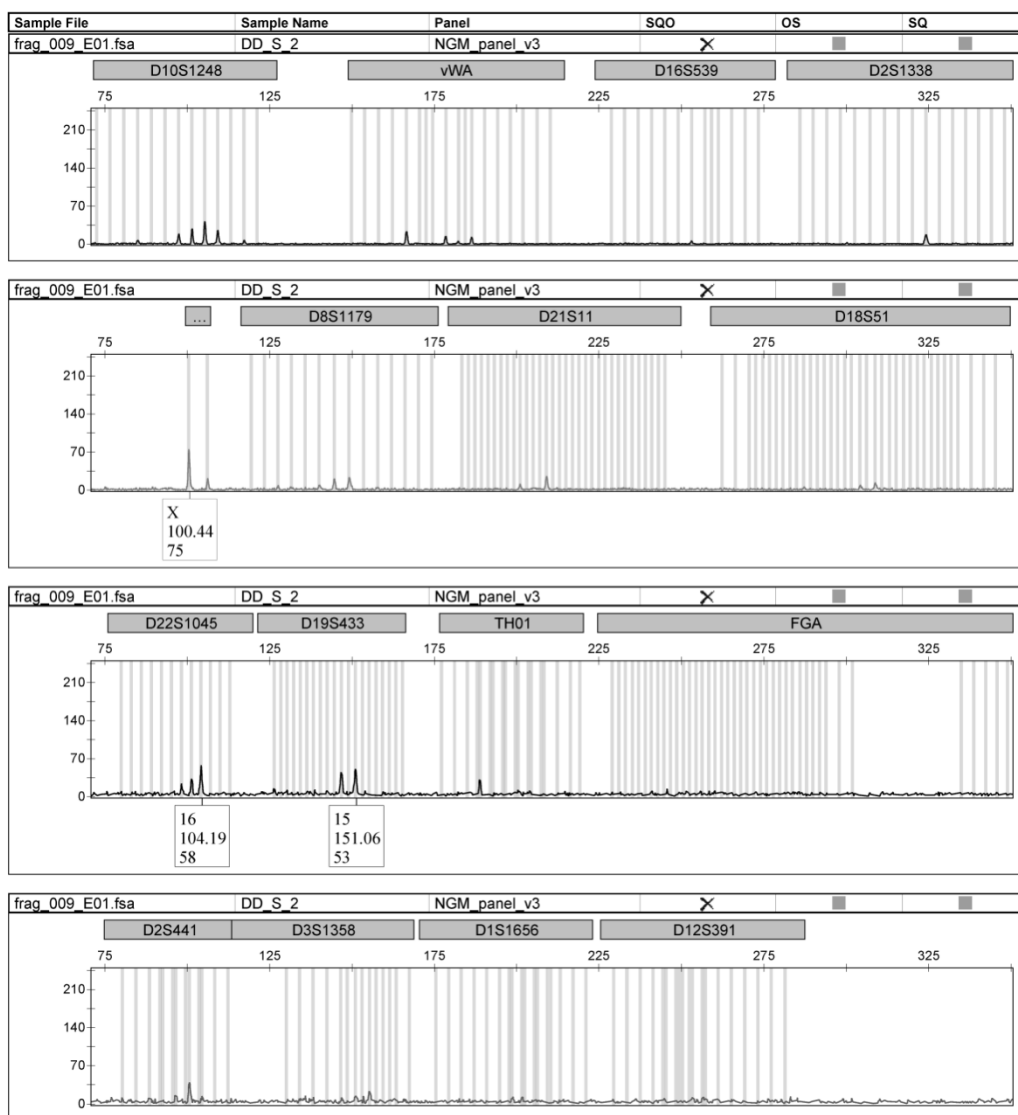 Sample File Sample Name Panel SQO OS SQ
frag_009_E01.fsa DD_S_2 NGM_panel_v3
D10S1248 vWA D16S539 D2S1338
75 125 175 225 275 325
210
140
70
0
frag_009_E01.fsa DD_S_2 NGM_panel_v3
... D8S1179 D21S11 D18S51
75 125 175 225 275 325
210
140
70
0
X
100.44
75
frag_009_E01.fsa DD_S_2 NGM_panel_v3
D22S1045 D19S433 TH01 FGA
75 125 175 225 275 325
210
140
70
0
16 15
104.19 151.06
58 53
frag_009_E01.fsa DD_S_2 NGM_panel_v3
D2S441 D3S1358 D1S1656 D12S391
75 125 175 225 275 325
210
140
70
0